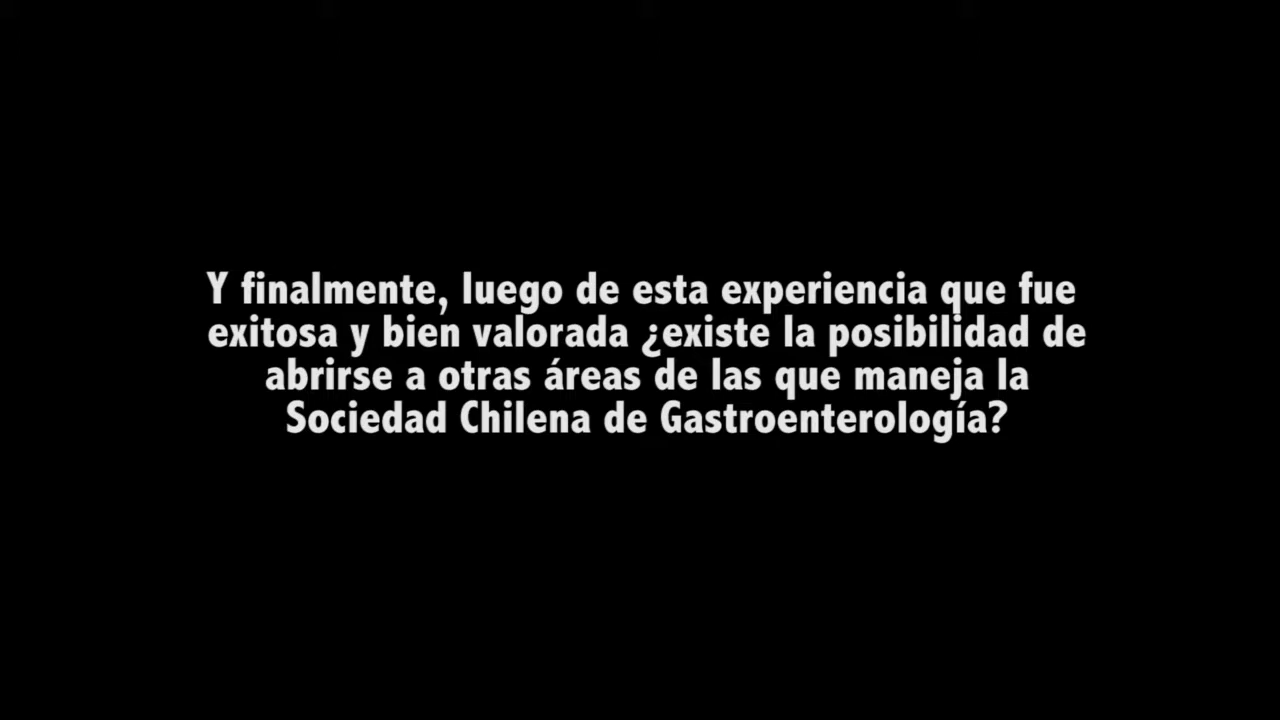 Y finalmente, luego de esta experiencia que fue
exitosa y bien valorada ¿existe la posibilidad de
abrirse a otras áreas de las que maneja la
Sociedad Chilena de Gastroenterología?